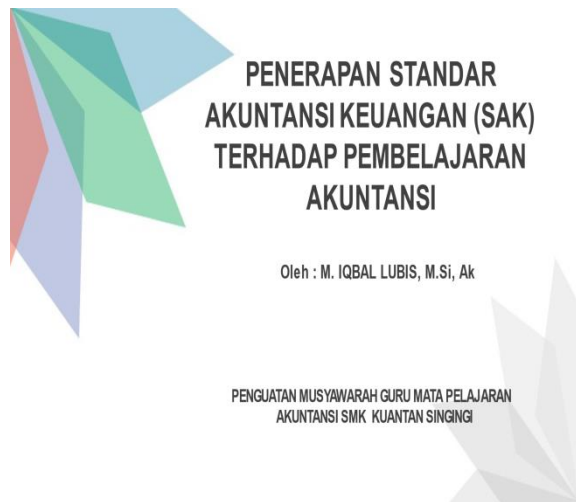 PENERAPAN STANDAR
AKUNTANSI KEUANGAN (SAK)
TERHADAP PEMBELAJARAN
AKUNTANSI
Oleh : M. IQBAL LUBIS, M.Si, Ak
PENGUATAN MUSYAWARAH GURU MATA PELAJARAN
AKUNTANSI SMK KUANTAN SINGINGI